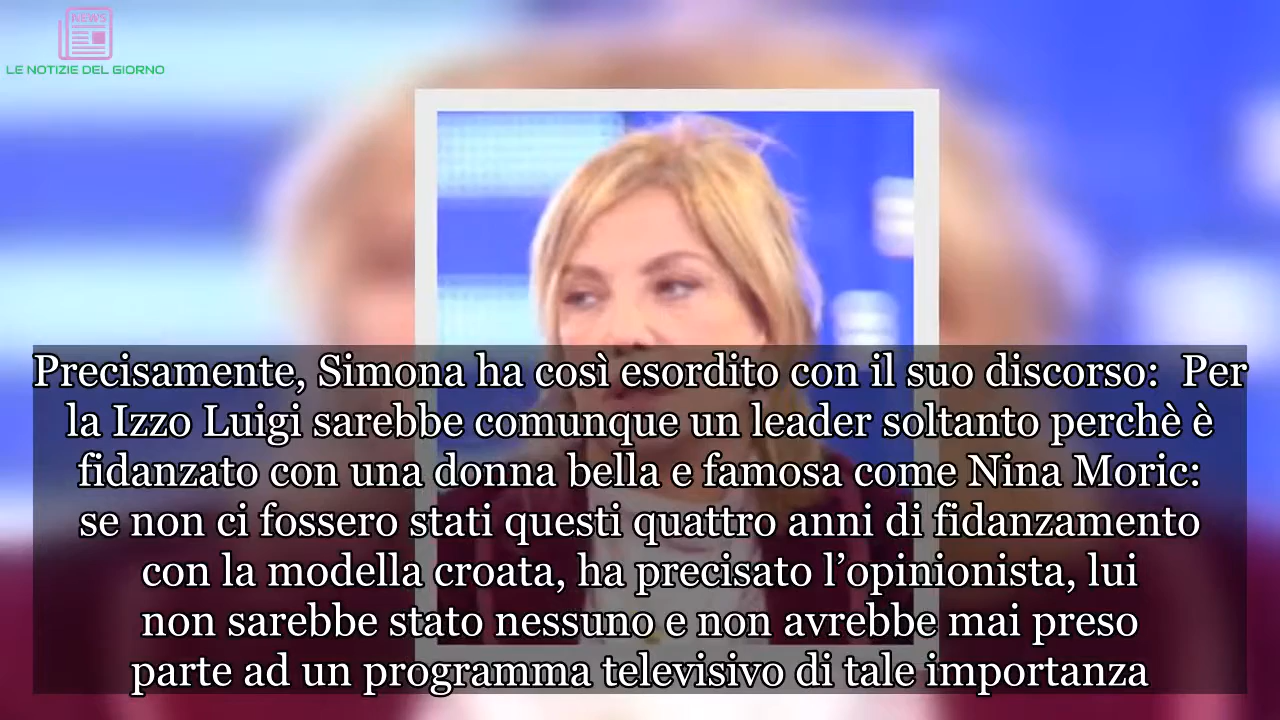 NEWS
LE NOTIZIE DEL GIORNO
Precisamente, Simona ha così esordito con il suo discorso:  Per
la Izzo Luigi sarebbe comunque un leader soltanto perchè è
fidanzato con una donna bella e famosa come Nina Moric:
se non ci fossero stati questi quattro anni di fidanzamento
con la modella croata, ha precisato l’opinionista, lui
non sarebbe stato nessuno e non avrebbe mai preso
parte ad un programma televisivo di tale importanza